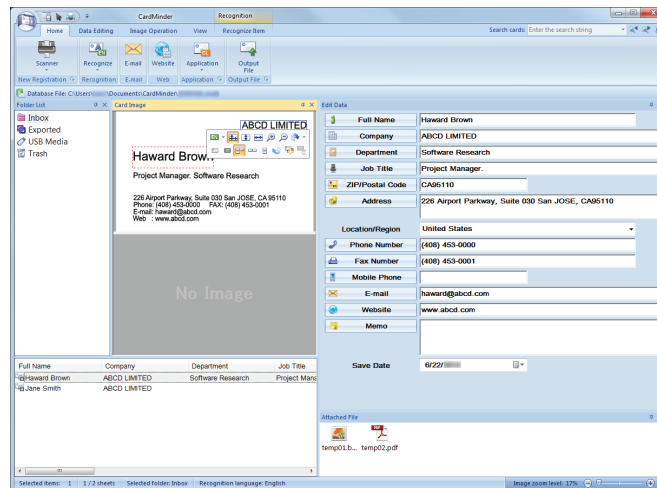 CardMinder
Recognition
Home
Data Editing
Image Operation
View
Recognize Item
Search cards:
Enter the search string
Scanner
Recognize
E-mail
Website
Application
Output
File
New Registration
Recognition
E-mail
Web
Application
Output File
Database File: C:\Users\
\Documents\CardMinder\
Folder List
Card Image
Edit Data
Inbox
Exported
USB Media
Trash
ABCD LIMITED
Haward Brown
Project Manager. Software Research
226 Airport Parkway, Suite 030 San JOSE, CA 95110
Phone: (408) 453-0000 FAX: (408) 453-0001
E-mail: haward@abcd.com
Web : www.abcd.com
No Image
Full Name Haward Brown
Company ABCD LIMITED
Department Software Research
Job Title Project Manager.
ZIP/Postal Code CA95110
Address 226 Airport Parkway, Suite 030 San JOSE, CA95110
Location/Region United States
Phone Number (408) 453-0000
Fax Number (408) 453-0001
Mobile Phone
E-mail haward@abcd.com
Website www.abcd.com
Memo
Save Date 6/22/
Full Name Company Department Job Title
Haward Brown ABCD LIMITED Software Research Project Mana
Jane Smith ABCD LIMITED
Attached File
temp01.b...
temp02.pdf
Selected items: 1
1 / 2 sheets
Selected folder: Inbox
Recognition language: English
Image zoom level: 17%